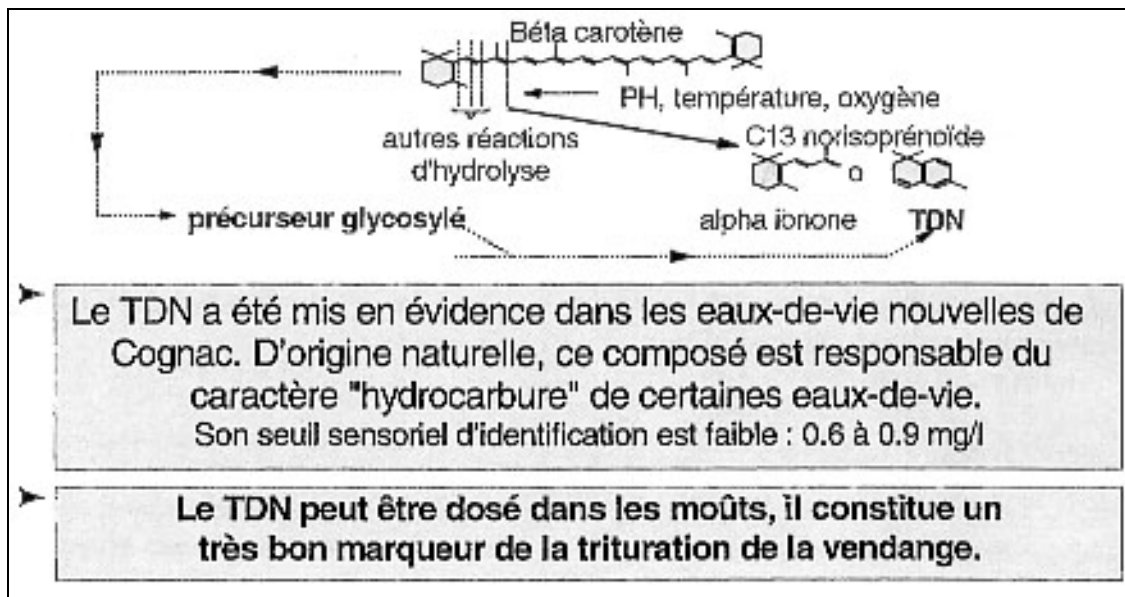 Béta carotène
PH, température, oxygène
autres réactions
d'hydrolyse
C13 norisoprénoïde
O
précurseur glycosylé
alpha ionone
TDN
Le TDN a été mis en évidence dans les eaux-de-vie nouvelles de
Cognac. D'origine naturelle, ce composé est responsable du
caractère "hydrocarbure" de certaines eaux-de-vie.
Son seuil sensoriel d'identification est faible : 0.6 à 0.9 mg/l
Le TDN peut être dosé dans les moûts, il constitue un
très bon marqueur de la trituration de la vendange.